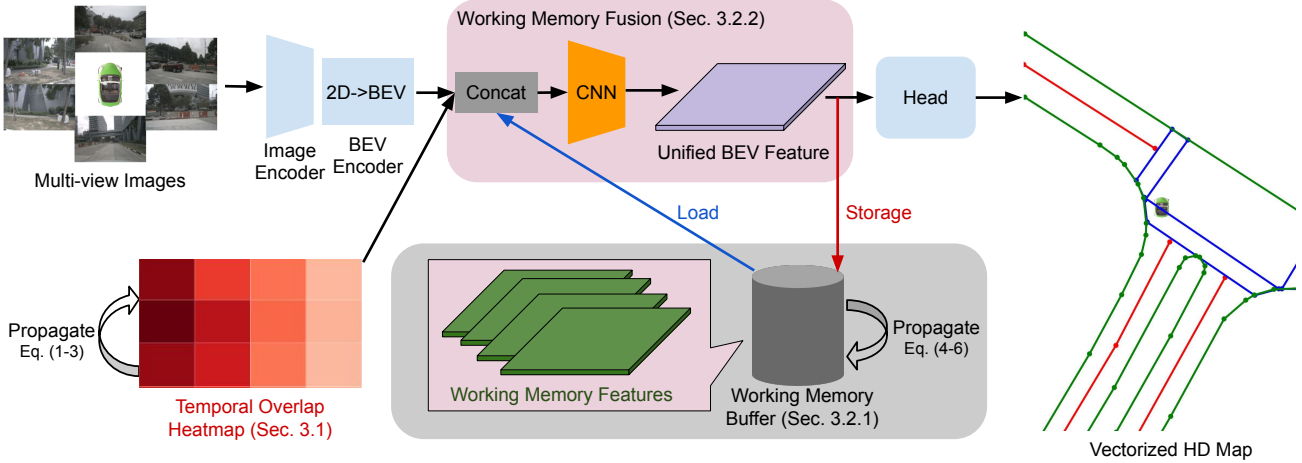 Working Memory Fusion (Sec. 3.2.2)
2D->BEV
Concat
CNN
Head
Image
Encoder
BEV
Encoder
Unified BEV Feature
Multi-view Images
Load
Storage
Propagate
Eq. (1-3)
Propagate
Eq. (4-6)
Working Memory Features
Temporal Overlap
Heatmap (Sec. 3.1)
Working Memory
Buffer (Sec. 3.2.1)
Vectorized HD Map